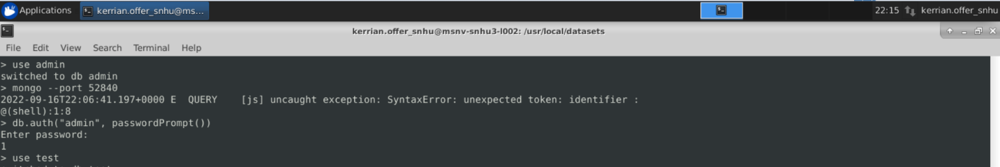 Applications
kerrian.offer_snhu@ms...
22:15
kerrian.offer_snhu
kerrian.offer_snhu@msnv-snhu3-l002: /usr/local/datasets
File Edit View Search Terminal Help
> use admin
switched to db admin
> mongo --port 52840
2022-09-16T22:06:41.197+0000 E  QUERY    [js] uncaught exception: SyntaxError: unexpected token: identifier :
@(shell):1:8
> db.auth("admin", passwordPrompt())
Enter password:
1
> use test